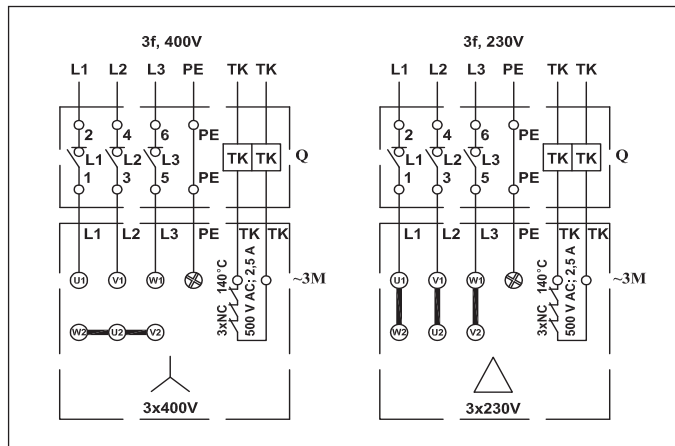 3f, 400V
L1 L2 L3 PE TK TK
2 4 6 PE
L1 L2 L3 TK TK Q
1 3 5 PE
L1 L2 L3 PE TK TK
U1 V1 W1 ~3M
3xNC 140°C
500 V AC; 2,5 A
W2 U2 V2
3x400V
3f, 230V
L1 L2 L3 PE TK TK
2 4 6 PE
L1 L2 L3 TK TK Q
1 3 5 PE
L1 L2 L3 PE TK TK
U1 V1 W1 ~3M
3xNC 140°C
500 V AC; 2,5 A
W2 U2 V2
3x230V